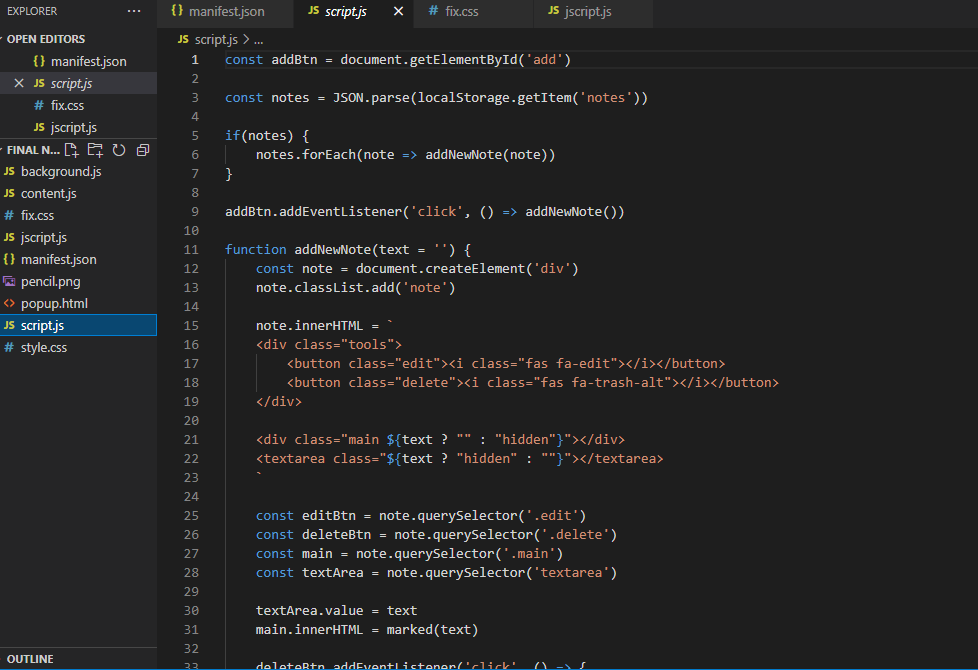 EXPLORER ...
OPEN EDITORS
{} manifest.json
× JS script.js
# fix.css
JS jscript.js
FINAL N...
JS background.js
JS content.js
# fix.css
JS jscript.js
{} manifest.json
pencil.png
<> popup.html
JS script.js
# style.css
OUTLINE
{} manifest.json JS script.js × # fix.css JS jscript.js
JS script.js > ...
1 const addBtn = document.getElementById('add')
2
3 const notes = JSON.parse(localStorage.getItem('notes'))
4
5 if(notes) {
6     notes.forEach(note => addNewNote(note))
7 }
8
9 addBtn.addEventListener('click', () => addNewNote())
10
11 function addNewNote(text = '') {
12     const note = document.createElement('div')
13     note.classList.add('note')
14
15     note.innerHTML = `
16     <div class="tools">
17         <button class="edit"><i class="fas fa-edit"></i></button>
18         <button class="delete"><i class="fas fa-trash-alt"></i></button>
19     </div>
20
21     <div class="main ${text ? "" : "hidden"}"></div>
22     <textarea class="${text ? "hidden" : ""}"></textarea>
23     `
24
25     const editBtn = note.querySelector('.edit')
26     const deleteBtn = note.querySelector('.delete')
27     const main = note.querySelector('.main')
28     const textArea = note.querySelector('textarea')
29
30     textArea.value = text
31     main.innerHTML = marked(text)
32
33     deleteBtn.addEventListener('click', () => {